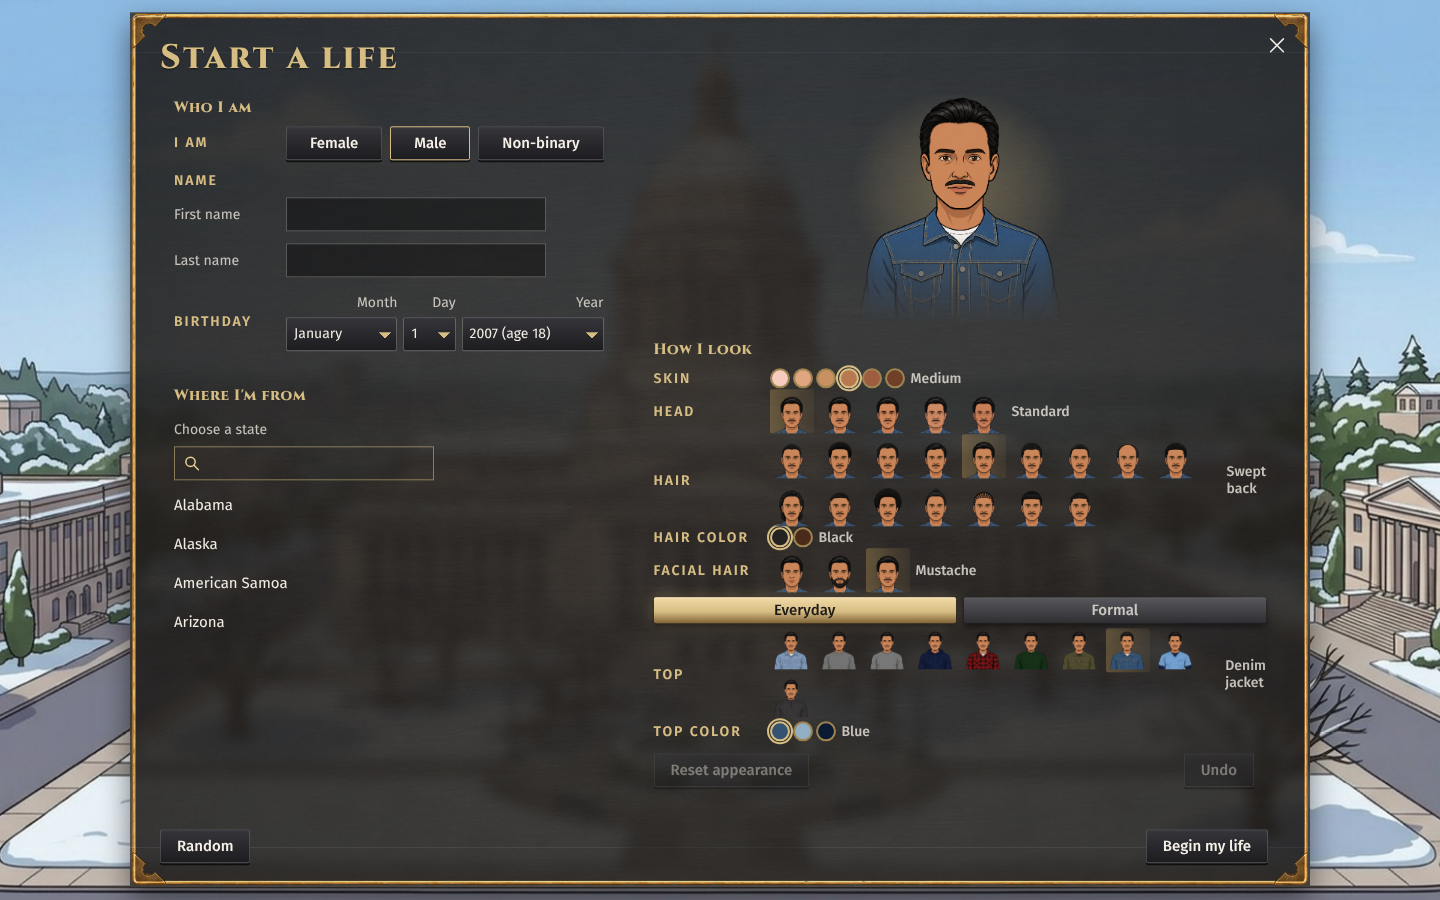 START A LIFE
WHO I AM
I AM
Female
Male
Non-binary
NAME
First name
Last name
Month
Day
Year
BIRTHDAY
January
1
2007 (age 18)
WHERE I'M FROM
Choose a state
Alabama
Alaska
American Samoa
Arizona
HOW I LOOK
SKIN
Medium
HEAD
Standard
HAIR
Swept
back
HAIR COLOR
Black
FACIAL HAIR
Mustache
Everyday
Formal
TOP
Denim
jacket
TOP COLOR
Blue
Reset appearance
Undo
Random
Begin my life